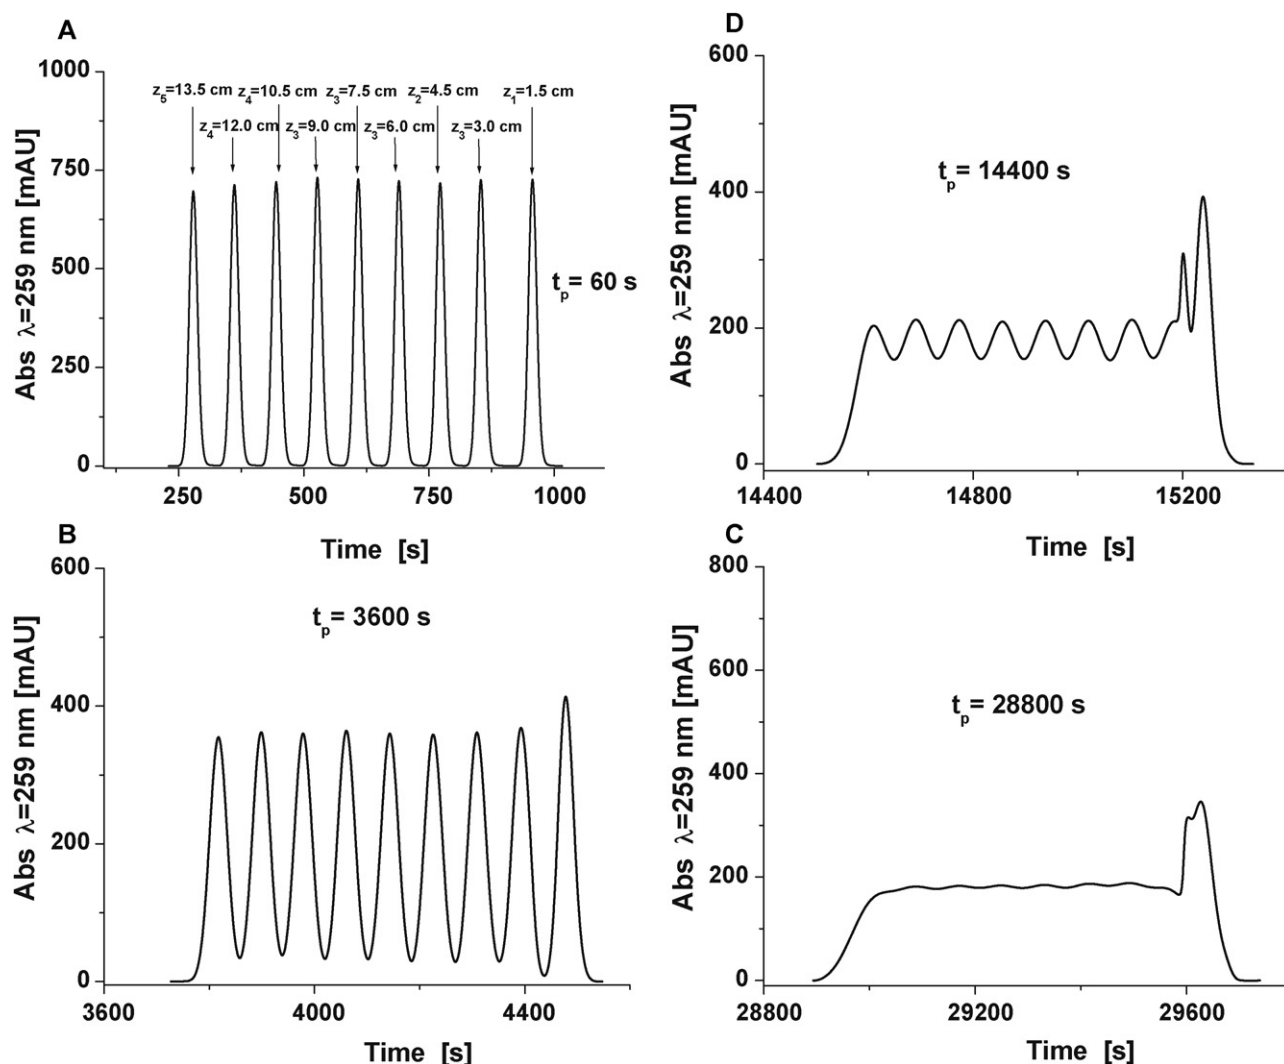 A
1000
750
500
250
0
250
500
750
1000
Abs λ=259 nm [mAU]
Time [s]
z5=13.5 cm z4=10.5 cm z3=7.5 cm z2=4.5 cm z1=1.5 cm
z4=12.0 cm z3=9.0 cm z3=6.0 cm z3=3.0 cm
tp= 60 s
D
600
400
200
0
14400
14800
15200
Abs λ=259 nm [mAU]
Time [s]
tp= 14400 s
B
600
400
200
0
3600
4000
4400
Abs λ=259 nm [mAU]
Time [s]
tp= 3600 s
C
800
600
400
200
0
28800
29200
29600
Abs λ=259 nm [mAU]
Time [s]
tp= 28800 s